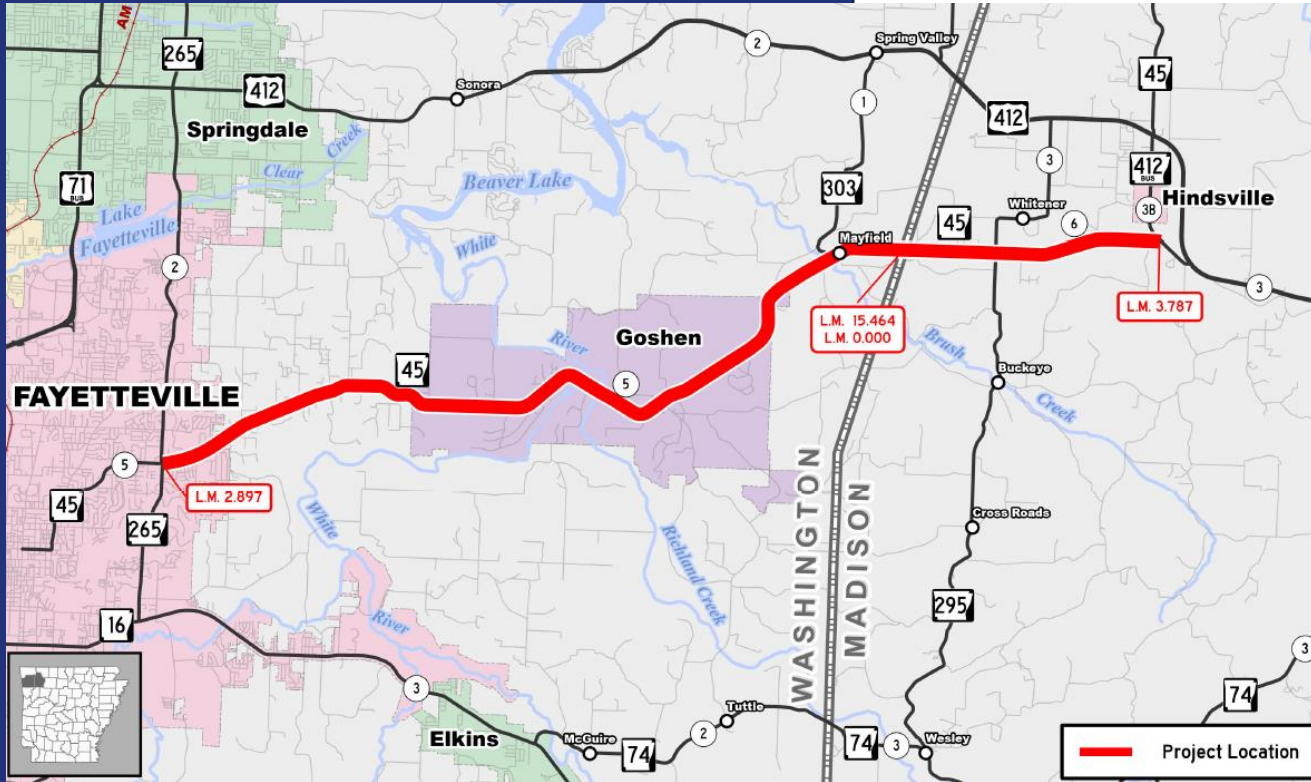 AM
265
2
Spring Valley
45
Sonora
412
1
412
Springdale
Clear Creek
3
412
BUS
71
BUS
Beaver Lake
303
Whitener
Hindsville
Lake
Fayetteville
45
6
3B
White
Mayfield
2
3
L.M. 15.464
L.M. 0.000
L.M. 3.787
River
Goshen
Brush
Creek
45
5
Buckeye
FAYETTEVILLE
5
L.M. 2.897
45
WASHINGTON
MADISON
265
White
Cross Roads
Richland Creek
295
16
River
3
3
74
Tuttle
Elkins
McGuire
74
2
74
3
Wesley
Project Location